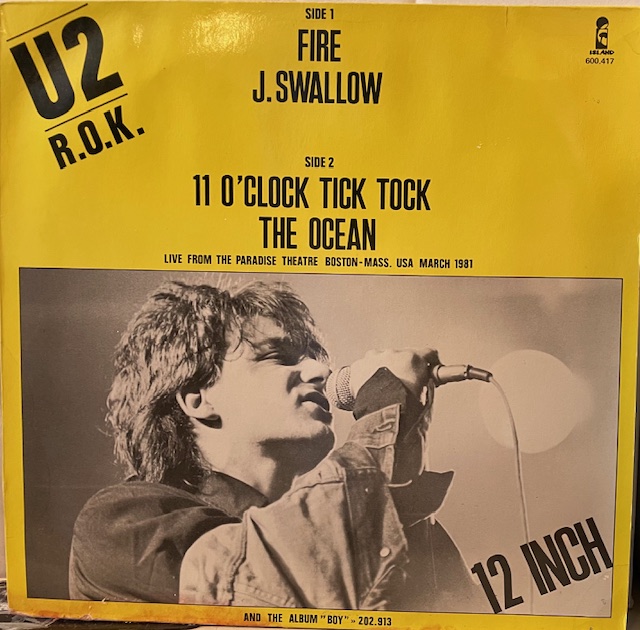 U2
R.O.K.
SIDE 1
FIRE
J. SWALLOW
ISLAND
600.417
SIDE 2
11 O'CLOCK TICK TOCK
THE OCEAN
LIVE FROM THE PARADISE THEATRE BOSTON-MASS. USA MARCH 1981
12 INCH
AND THE ALBUM "BOY" » 202.913